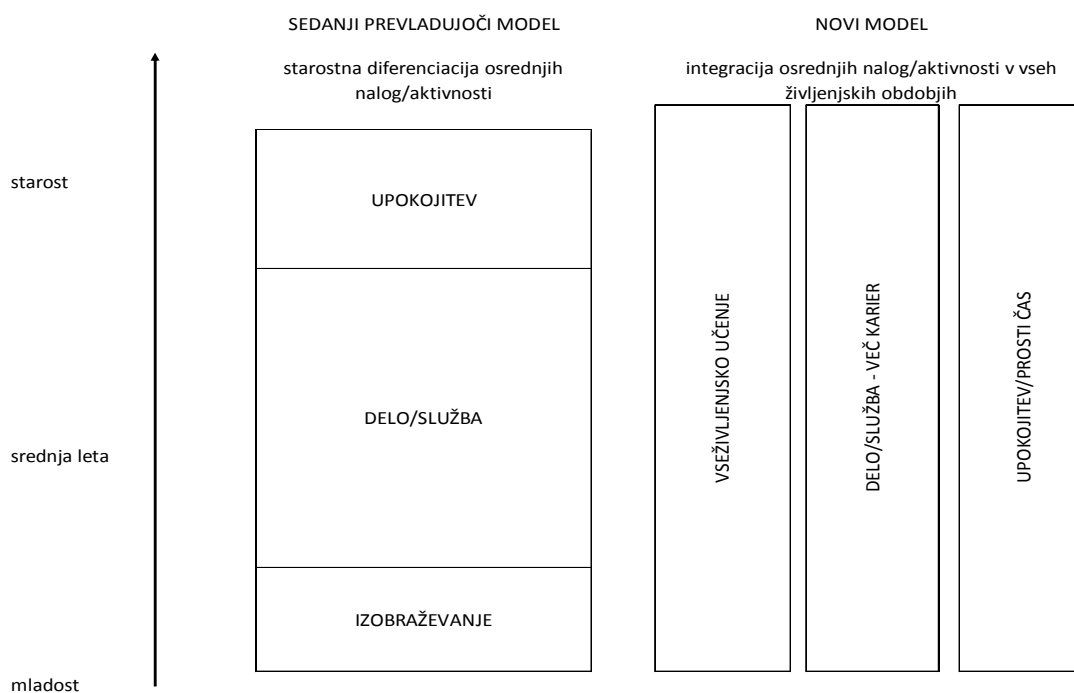 SEDANJI PREVLADUJOČI MODEL
starostna diferenciacija osrednjih
nalog/aktivnosti
NOVI MODEL
integracija osrednjih nalog/aktivnosti v vseh
življenjskih obdobjih
starost
srednja leta
mladost
UPOKOJITEV
DELO/SLUŽBA
IZOBRAŽEVANJE
VSEŽIVLJENJSKO UČENJE
DELO/SLUŽBA - VEČ KARIER
UPOKOJITEV/PROSTI ČAS